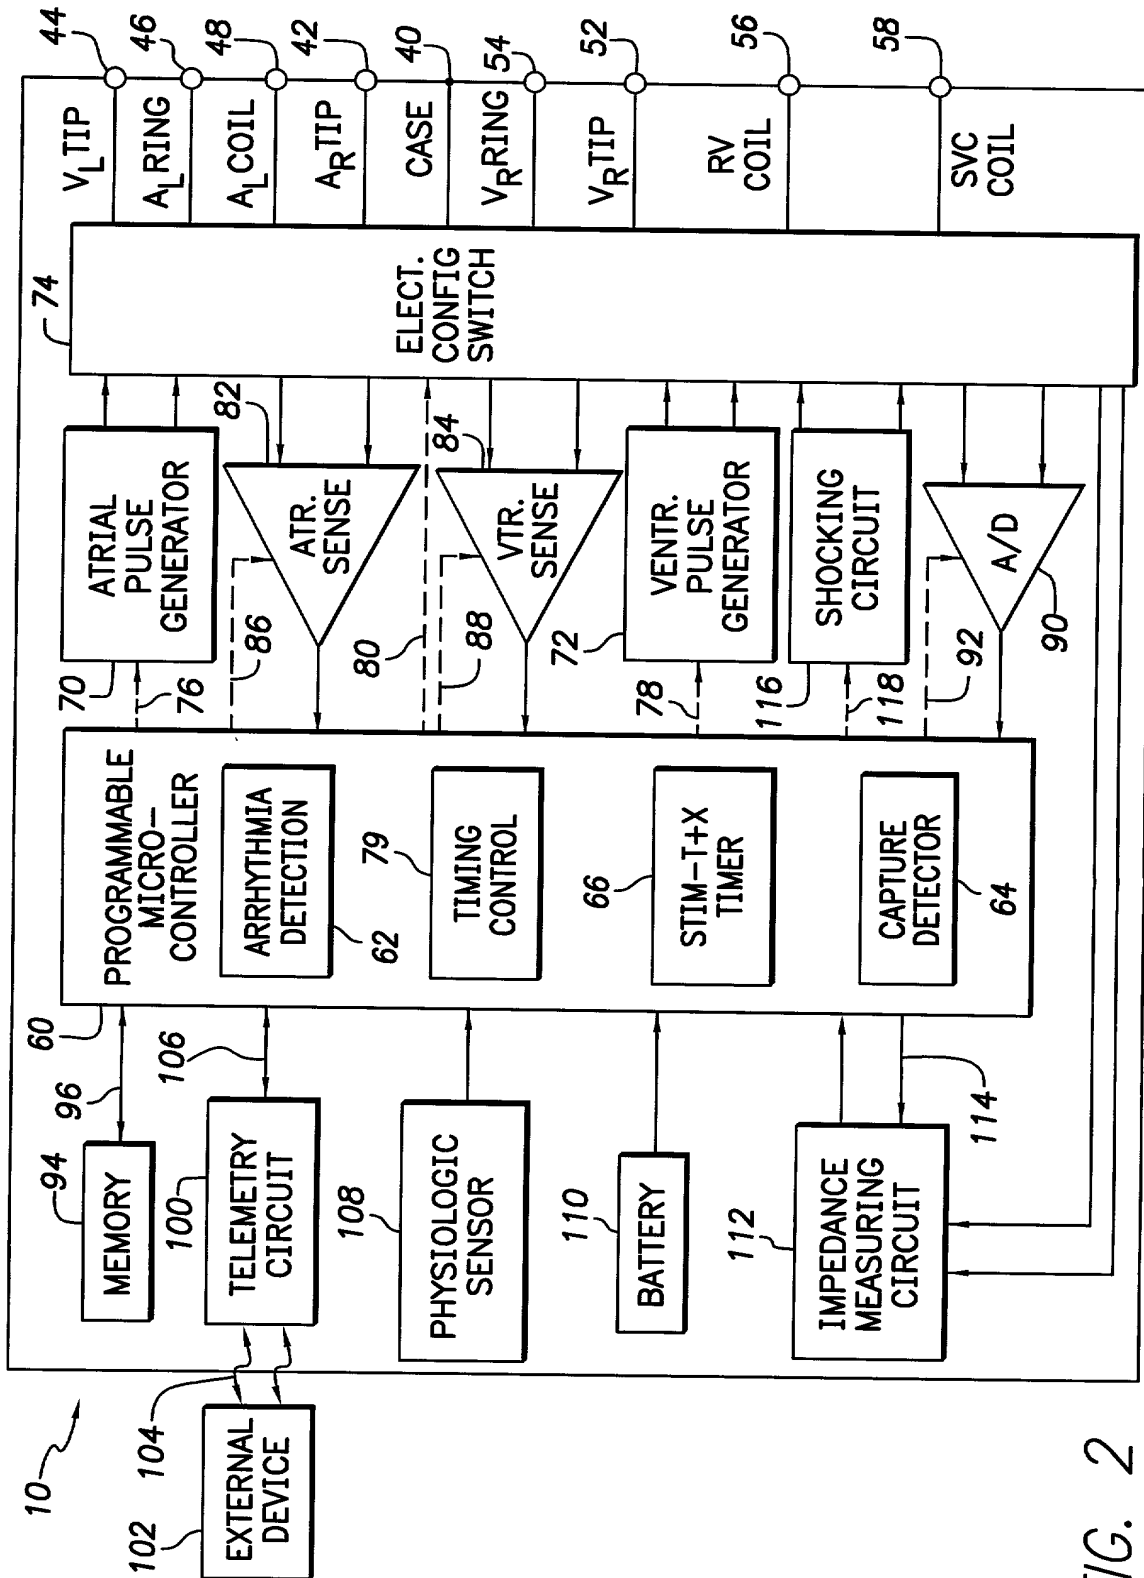 10
102
EXTERNAL
DEVICE
104
94
MEMORY
96
100
TELEMETRY
CIRCUIT
106
108
PHYSIOLOGIC
SENSOR
110
BATTERY
112
IMPEDANCE
MEASURING
CIRCUIT
114
60
PROGRAMMABLE
MICRO-
CONTROLLER
ARRHYTHMIA
DETECTION
62
79
TIMING
CONTROL
66
STIM-T+X
TIMER
CAPTURE
DETECTOR
64
70
ATRIAL
PULSE
GENERATOR
76
82
ATR.
SENSE
86
80
84
VTR.
SENSE
88
72
VENTR.
PULSE
GENERATOR
78
116
SHOCKING
CIRCUIT
118
A/D
90
92
74
ELECT.
CONFIG
SWITCH
VL TIP
44
AL RING
46
AL COIL
48
AR TIP
42
CASE
40
VR RING
54
VR TIP
52
RV
COIL
56
SVC
COIL
58
FIG. 2